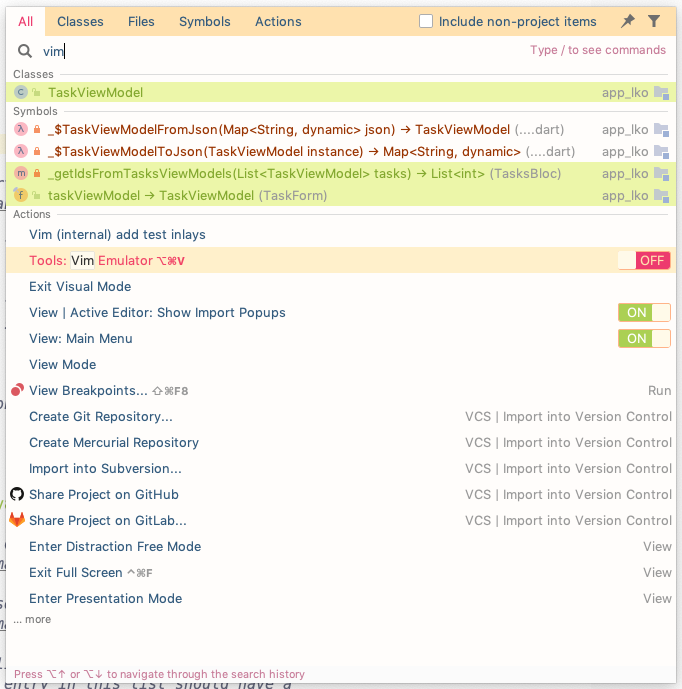 All Classes Files Symbols Actions Include non-project items
vim Type / to see commands
Classes
TaskViewModel app_lko
Symbols
_$TaskViewModelFromJson(Map<String, dynamic> json) → TaskViewModel (....dart) app_lko
_$TaskViewModelToJson(TaskViewModel instance) → Map<String, dynamic> (....dart) app_lko
_getIdsFromTasksViewModels(List<TaskViewModel> tasks) → List<int> (TasksBloc) app_lko
taskViewModel → TaskViewModel (TaskForm) app_lko
Actions
Vim (internal) add test inlays
Tools: Vim Emulator ⌥⌘V OFF
Exit Visual Mode
View | Active Editor: Show Import Popups ON
View: Main Menu ON
View Mode
View Breakpoints... ⇧⌘F8 Run
Create Git Repository... VCS | Import into Version Control
Create Mercurial Repository VCS | Import into Version Control
Import into Subversion... VCS | Import into Version Control
Share Project on GitHub VCS | Import into Version Control
Share Project on GitLab... VCS | Import into Version Control
Enter Distraction Free Mode View
Exit Full Screen ^⌘F View
Enter Presentation Mode View
... more
Press ⌥↑ or ⌥↓ to navigate through the search history
entry in this list should have a